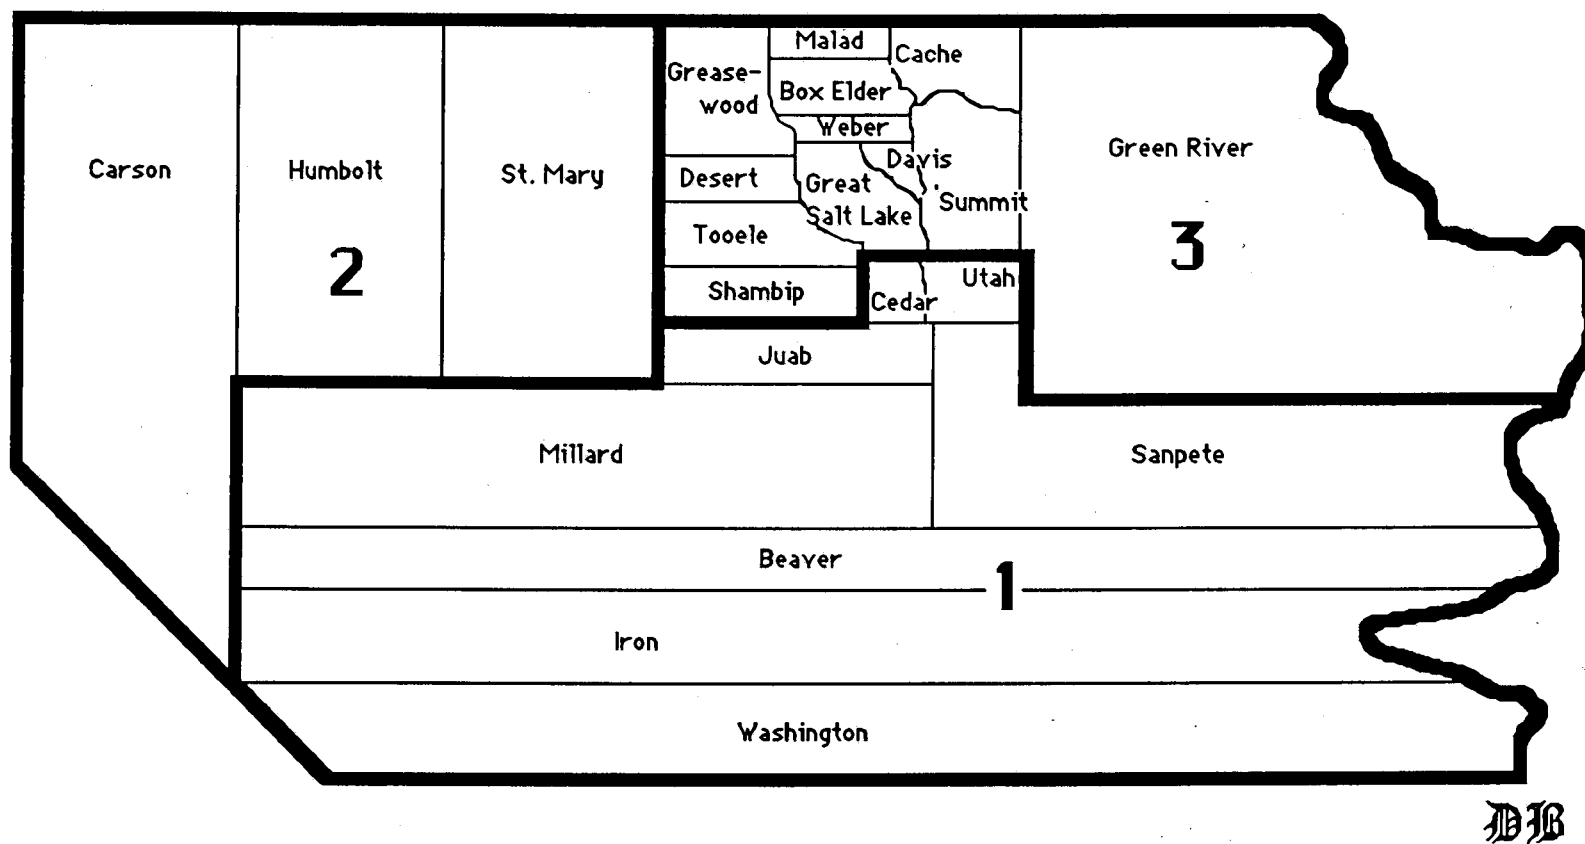 Malad
Cache
Grease-
wood
Box Elder
Weber
Carson
Humbolt
St. Mary
Desert
Great
Salt Lake
Davis
Summit
Green River
Tooele
2
3
Shambip
Cedar
Utah
Juab
Millard
Sanpete
Beaver
1
Iron
Washington
DB